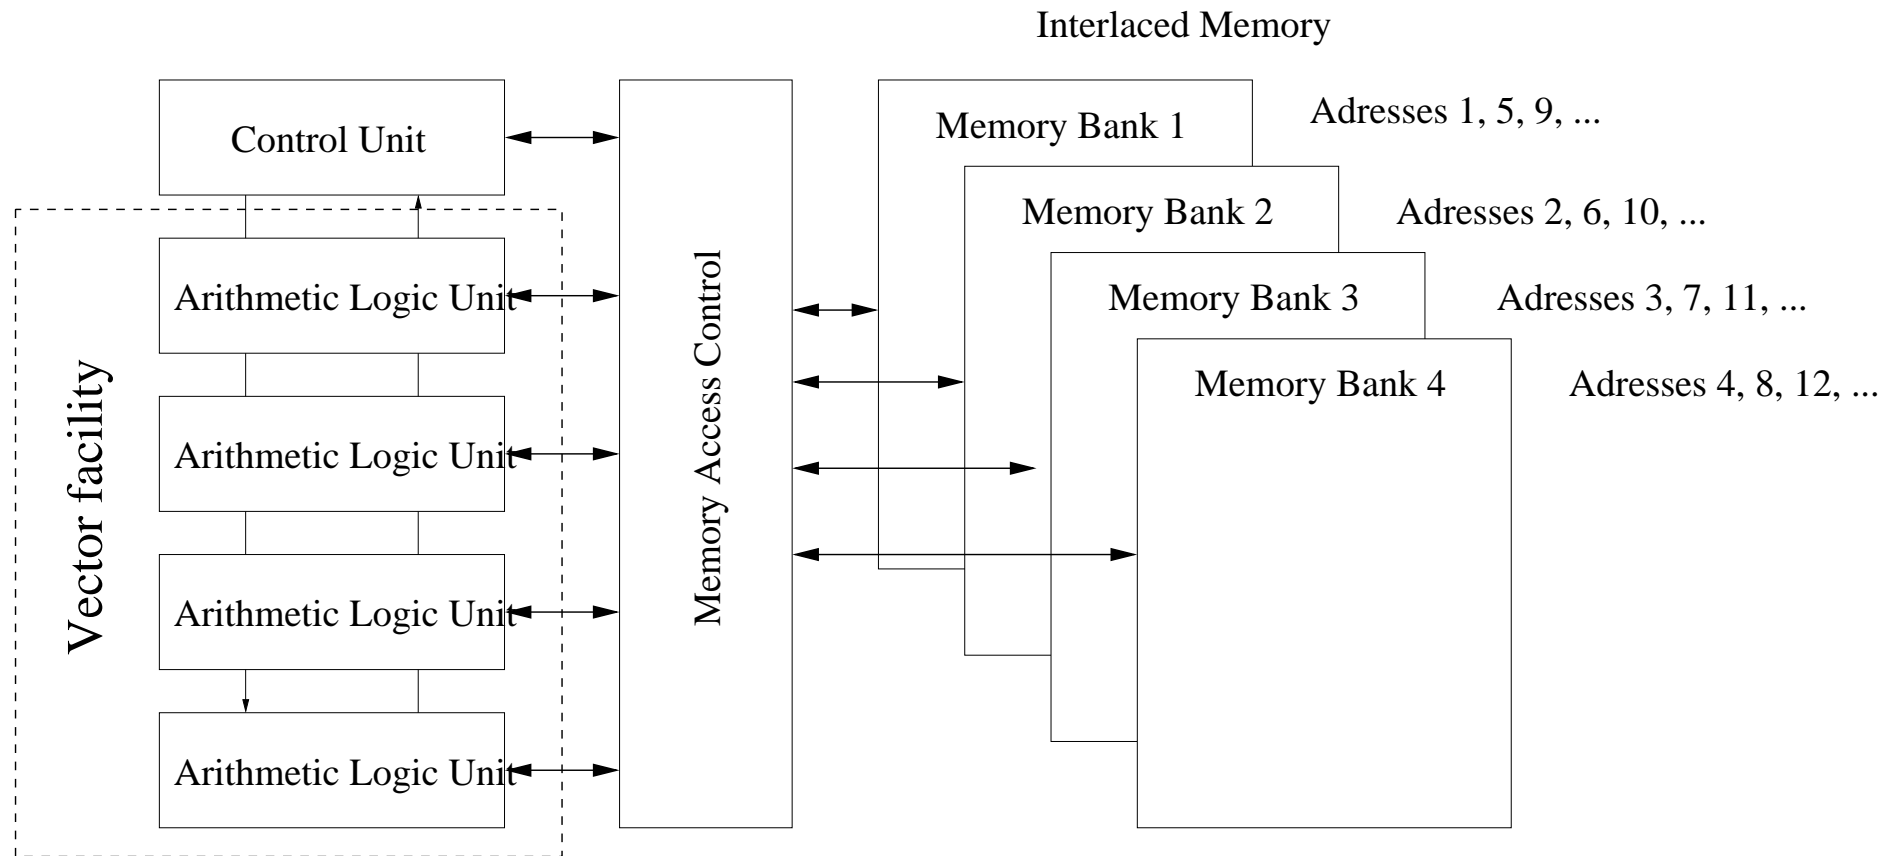 Interlaced Memory
Control Unit
Memory Bank 1
Adresses 1, 5, 9, ...
Memory Bank 2
Adresses 2, 6, 10, ...
Arithmetic Logic Unit
Memory Bank 3
Adresses 3, 7, 11, ...
Memory Bank 4
Adresses 4, 8, 12, ...
Vector facility
Memory Access Control
Arithmetic Logic Unit
Arithmetic Logic Unit
Arithmetic Logic Unit